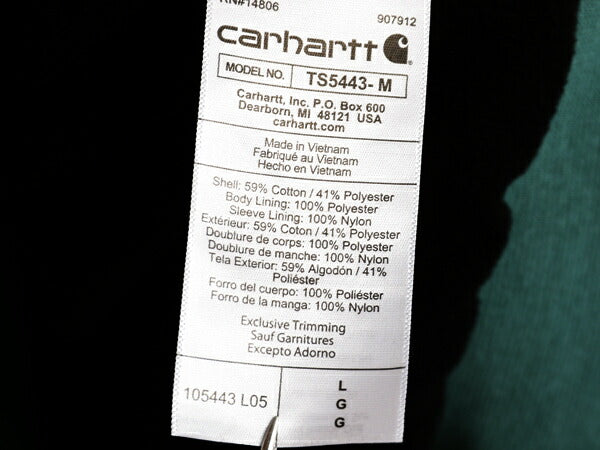 RN#14806
907912
carhartt
MODEL NO. TS5443- M
Carhartt, Inc. P.O. Box 600
Dearborn, MI 48121 USA
carhartt.com
Made in Vietnam
Fabriqué au Vietnam
Hecho en Vietnam
Shell: 59% Cotton / 41% Polyester
Body Lining: 100% Polyester
Sleeve Lining: 100% Nylon
Extérieur: 59% Coton / 41% Polyester
Doublure de corps: 100% Polyester
Doublure de manche: 100% Nylon
Tela Exterior: 59% Algodón / 41%
Poliéster
Forro del cuerpo: 100% Poliéster
Forro de la manga: 100% Nylon
Exclusive Trimming
Sauf Garnitures
Excepto Adorno
105443 L05
L
G
G